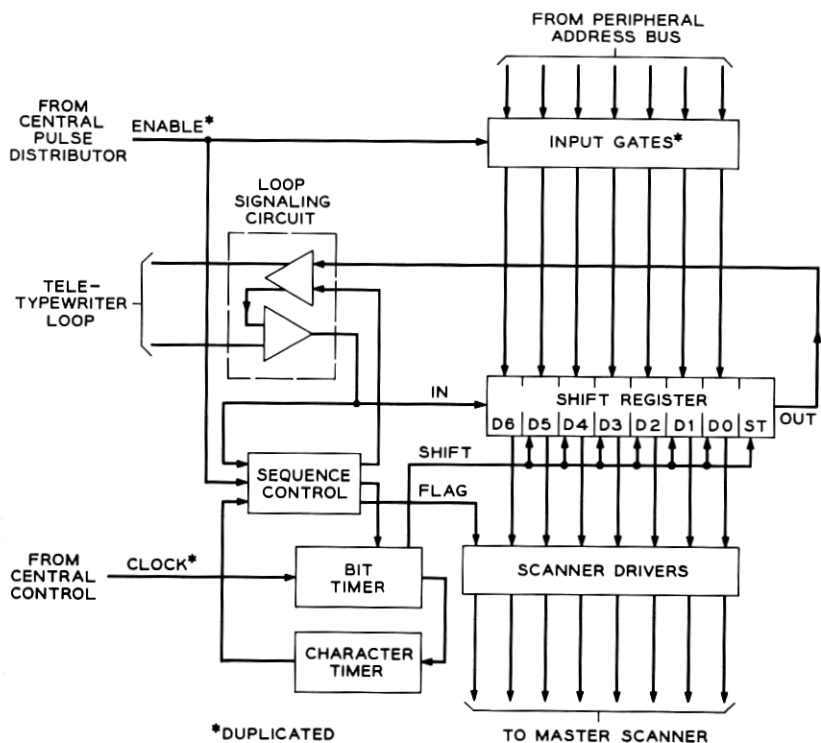 FROM PERIPHERAL
ADDRESS BUS
FROM
CENTRAL
PULSE
DISTRIBUTOR
ENABLE*
INPUT GATES*
LOOP
SIGNALING
CIRCUIT
TELE-
TYPEWRITER
LOOP
IN
SHIFT REGISTER
D6 D5 D4 D3 D2 D1 D0 ST
OUT
SHIFT
SEQUENCE
CONTROL
FLAG
FROM
CENTRAL
CONTROL
CLOCK*
BIT
TIMER
SCANNER DRIVERS
CHARACTER
TIMER
*DUPLICATED
TO MASTER SCANNER